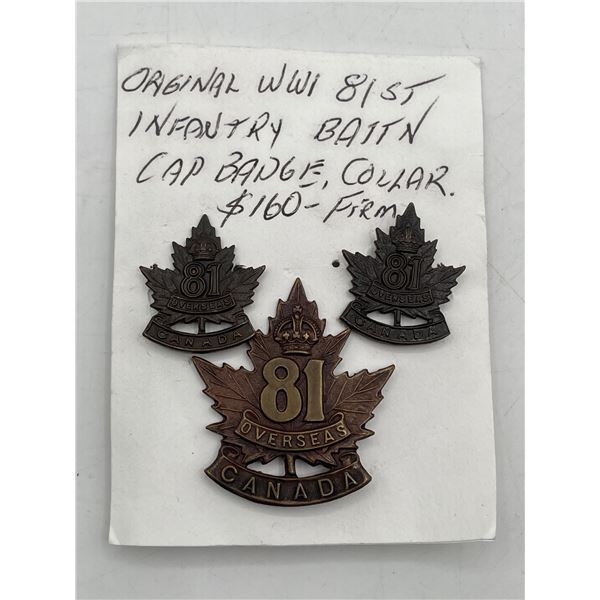 ORIGINAL WWI 81ST
INFANTRY BATTN
CAP BADGE, COLLAR.
$160- FIRM
81
OVERSEAS
CANADA
81
OVERSEAS
CANADA
81
OVERSEAS
CANADA